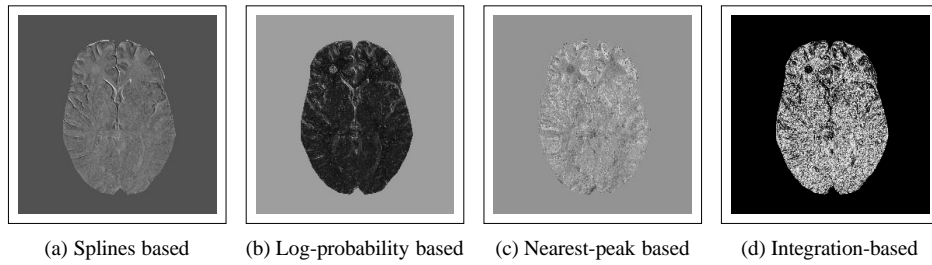 (a) Splines based
(b) Log-probability based
(c) Nearest-peak based
(d) Integration-based